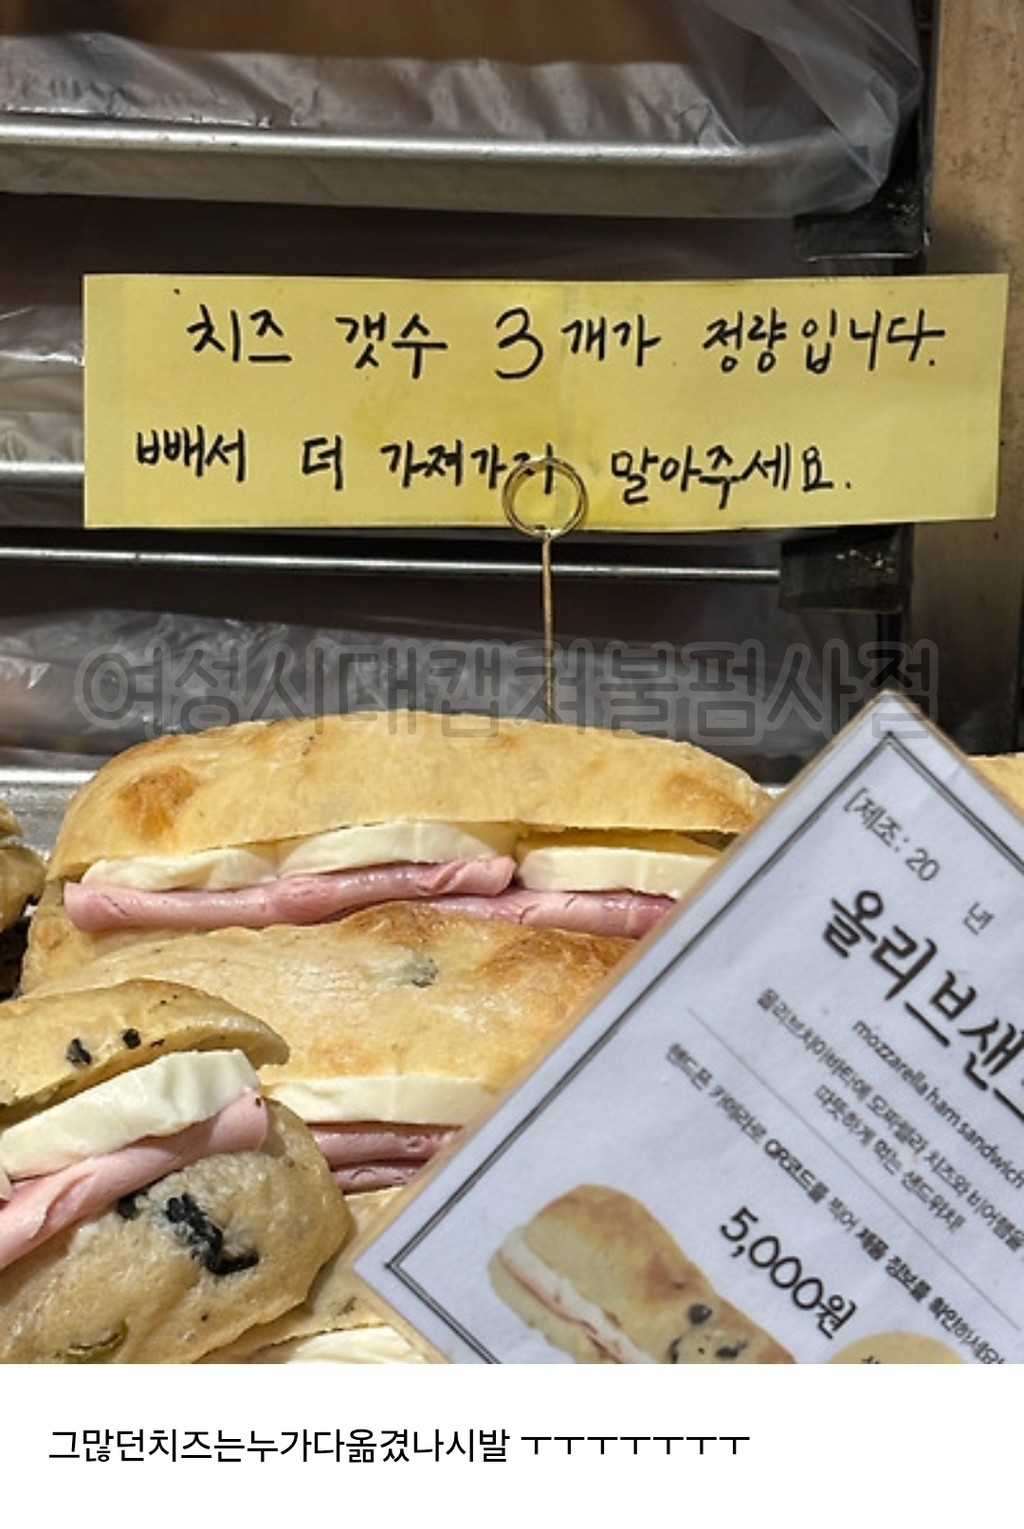 치즈 갯수 3개가 정량입니다.
빼서 더 가져가지 말아주세요.
여성시대캡쳐불펌사절
[제조: 20 년
올리브샌
mozzarella ham sandwich
올리브치아바타에 모짜렐라 치즈와 비어햄을
따뜻하게 먹는 샌드위치!
핸드폰 카메라로 QR코드를 찍어 제품 정보를 확인하세요!
5,000원
그많던치즈는누가다옮겼나시발 ㅜㅜㅜㅜㅜㅜㅜ